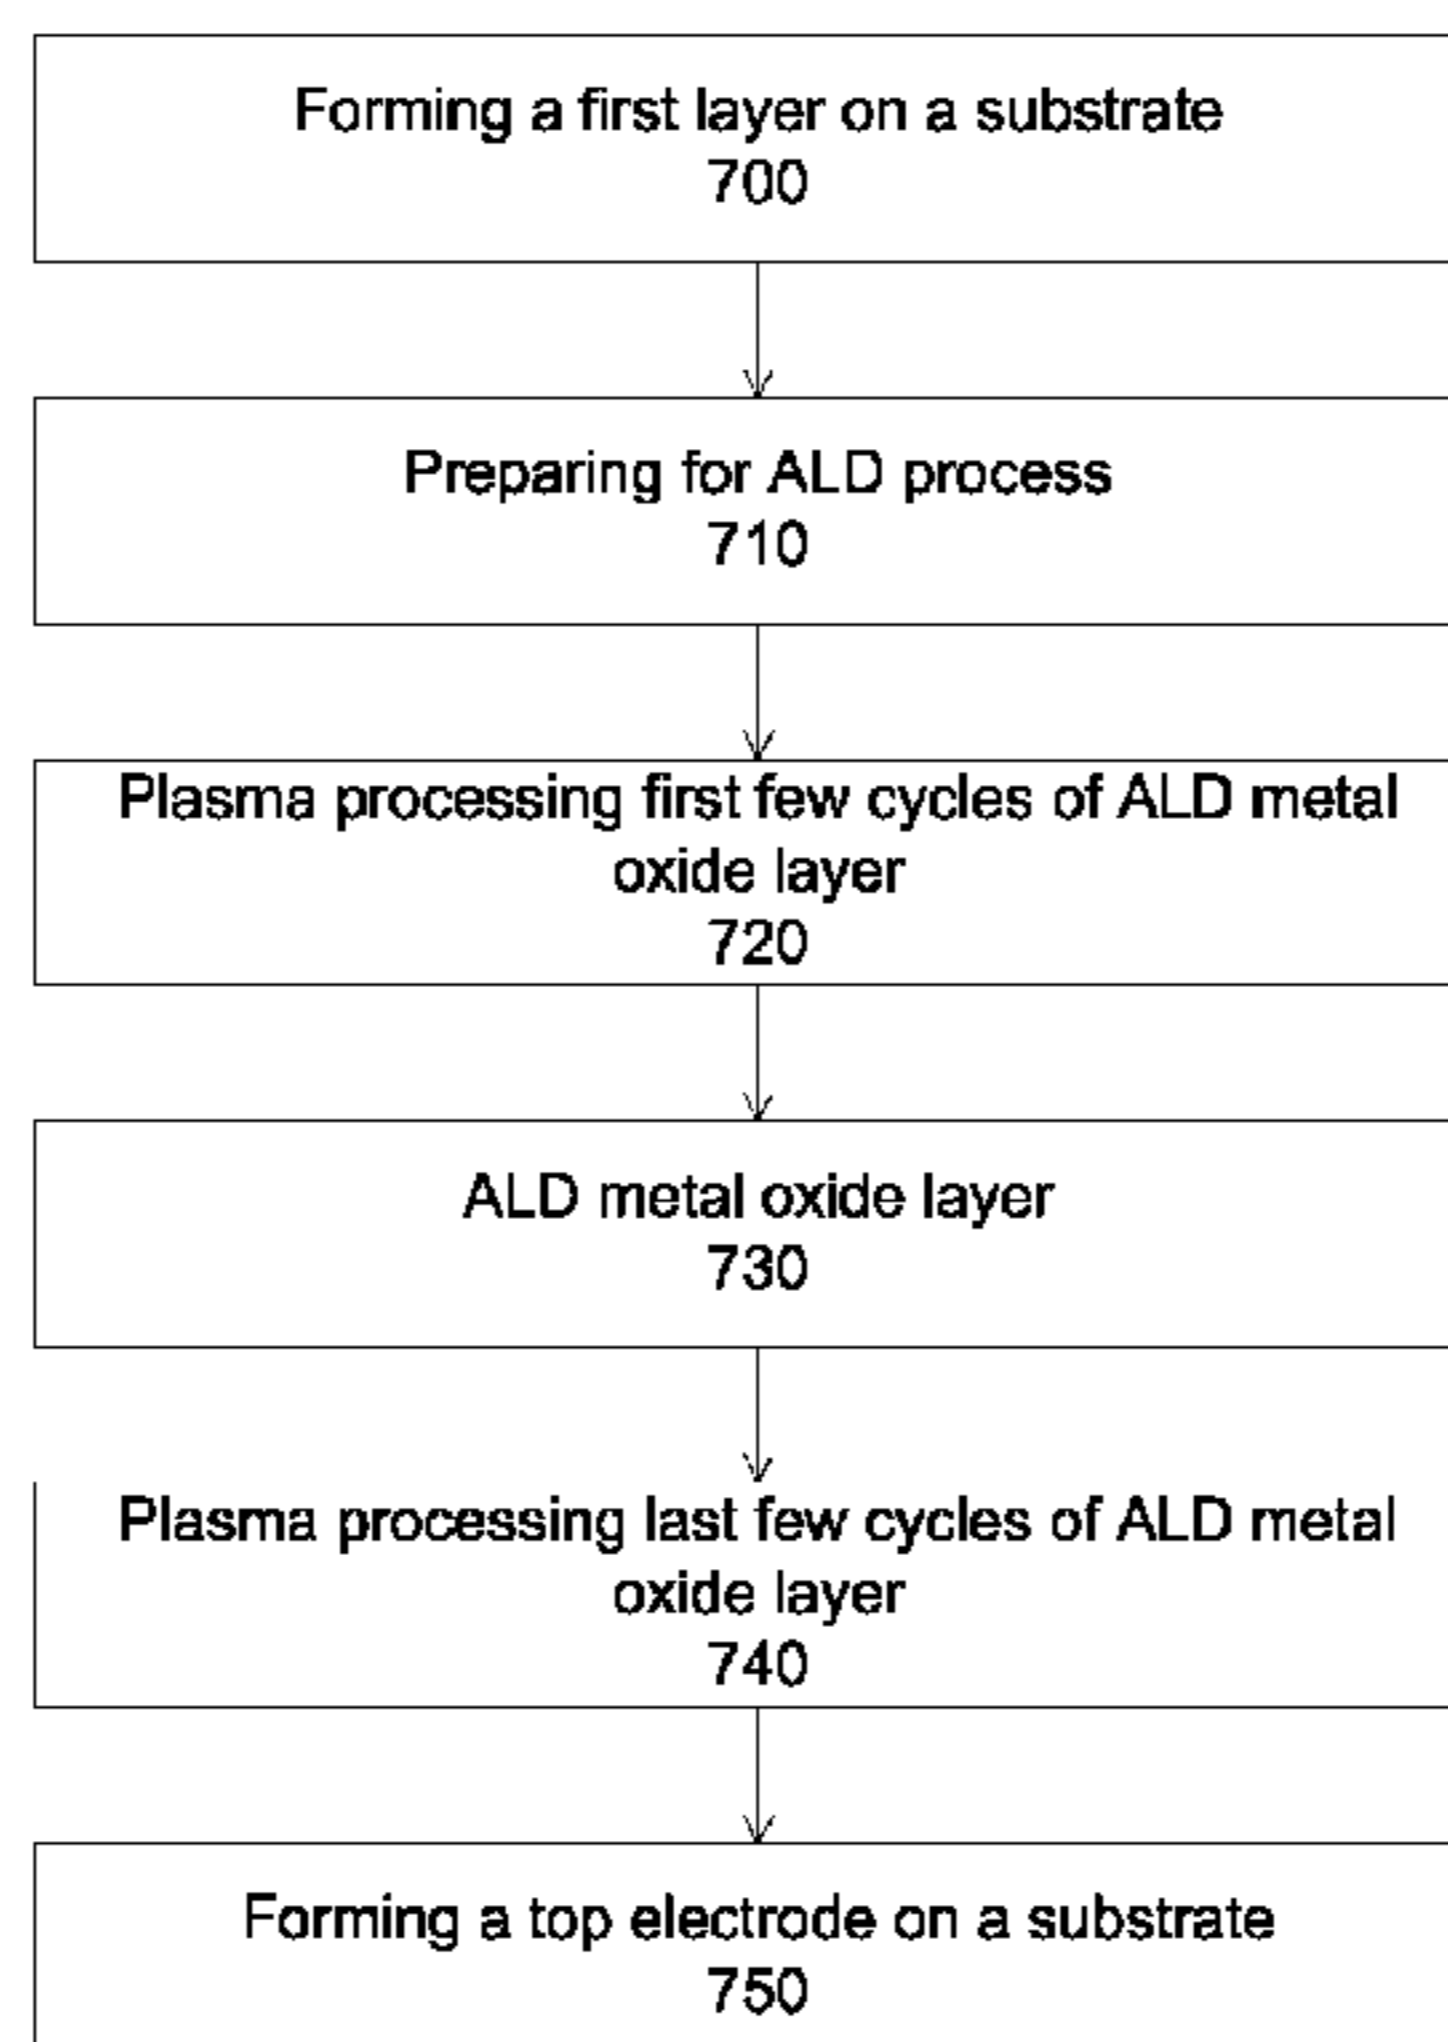 Forming a first layer on a substrate
700
Preparing for ALD process
710
Plasma processing first few cycles of ALD metal
oxide layer
720
ALD metal oxide layer
730
Plasma processing last few cycles of ALD metal
oxide layer
740
Forming a top electrode on a substrate
750